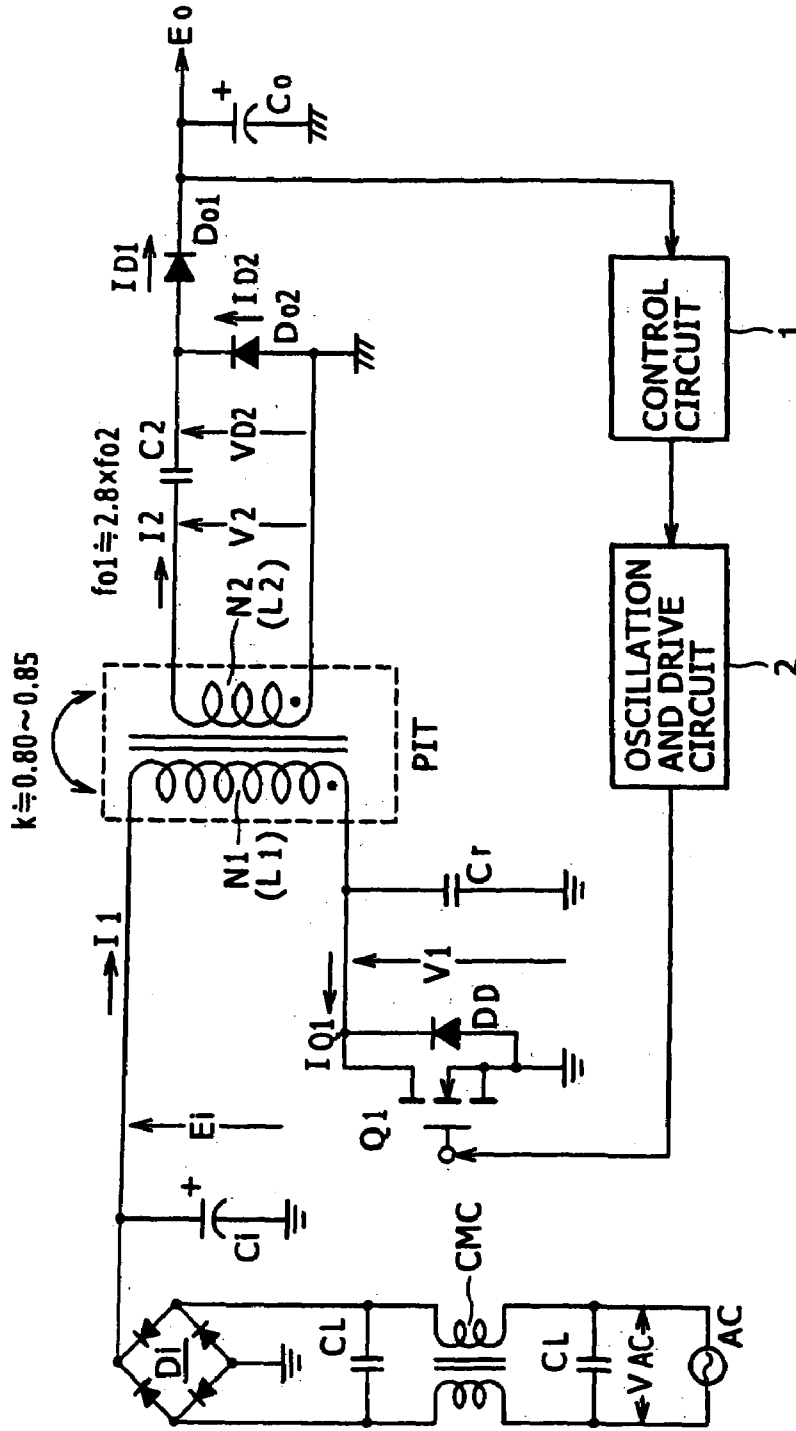 k≒0.80~0.85
fo1≒2.8×fo2
I1
Ei
Ci
+
Di
CL
CMC
CL
VAC
AC
N1
(L1)
N2
(L2)
PIT
I2
C2
V2
VD2
ID1
Do1
ID2
Do2
+
Co
Eo
IQ1
Q1
DD
V1
Cr
CONTROL
CIRCUIT
1
OSCILLATION
AND DRIVE
CIRCUIT
2